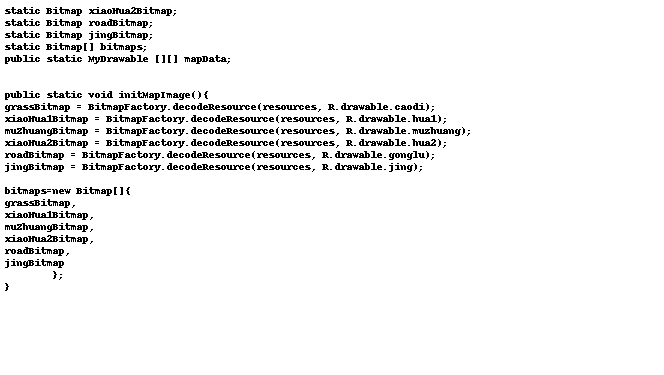 static Bitmap xiaoHua2Bitmap;
static Bitmap roadBitmap;
static Bitmap jingBitmap;
static Bitmap[] bitmaps;
public static MyDrawable [][] mapData;
public static void initMapImage(){
grassBitmap = BitmapFactory.decodeResource(resources, R.drawable.caodi);
xiaoHua1Bitmap = BitmapFactory.decodeResource(resources, R.drawable.hua1);
muZhuangBitmap = BitmapFactory.decodeResource(resources, R.drawable.muzhuang);
xiaoHua2Bitmap = BitmapFactory.decodeResource(resources, R.drawable.hua2);
roadBitmap = BitmapFactory.decodeResource(resources, R.drawable.gonglu);
jingBitmap = BitmapFactory.decodeResource(resources, R.drawable.jing);
bitmaps=new Bitmap[]{
grassBitmap,
xiaoHua1Bitmap,
muZhuangBitmap,
xiaoHua2Bitmap,
roadBitmap,
jingBitmap
};
}